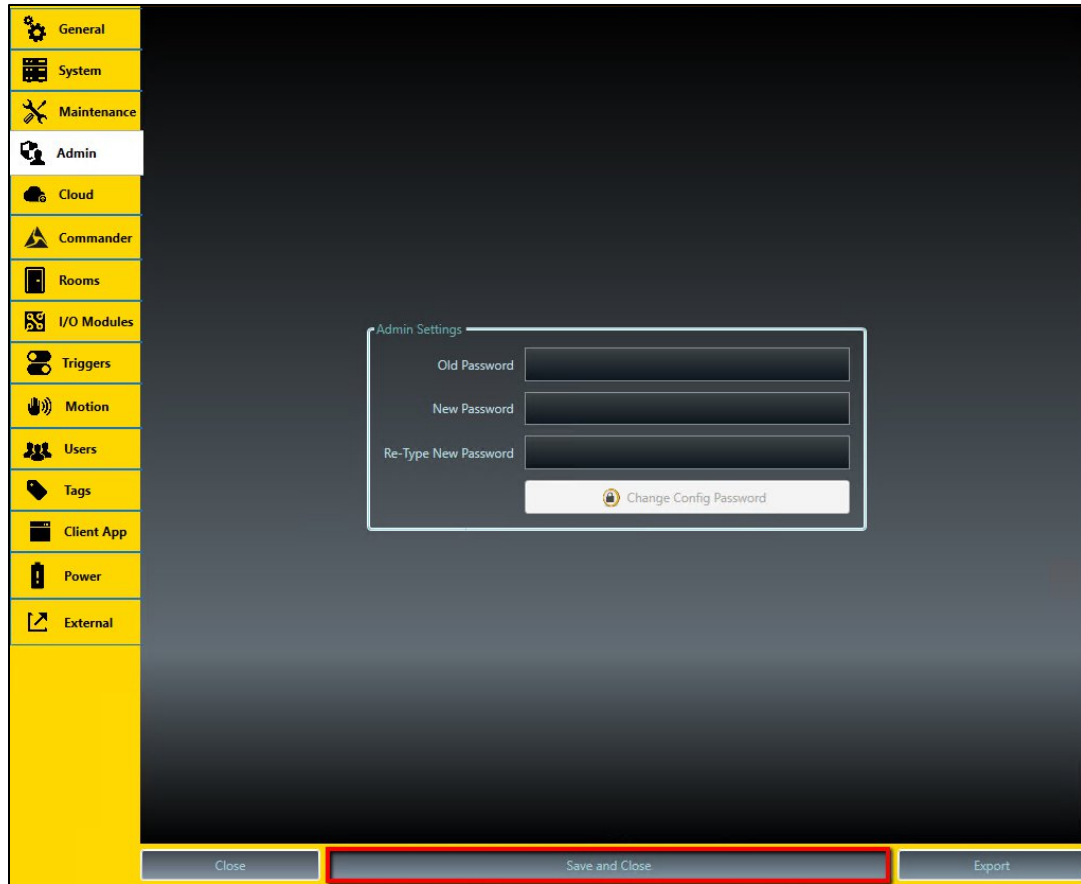 General
System
Maintenance
Admin
Cloud
Commander
Rooms
I/O Modules
Triggers
Motion
Users
Tags
Client App
Power
External
Admin Settings
Old Password
New Password
Re-Type New Password
Change Config Password
Close
Save and Close
Export